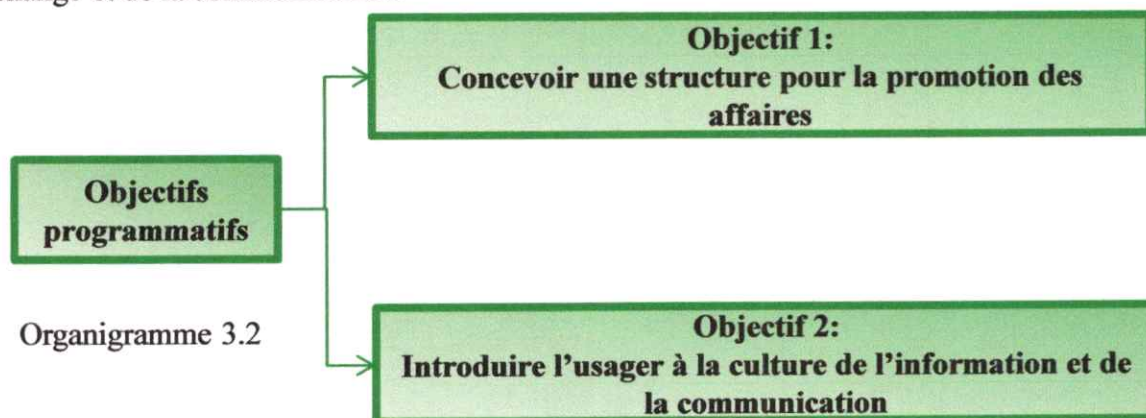 Objectif 1:
Concevoir une structure pour la promotion des
affaires
Objectifs
programmatifs
Organigramme 3.2
Objectif 2:
Introduire l'usager à la culture de l'information et de
la communication